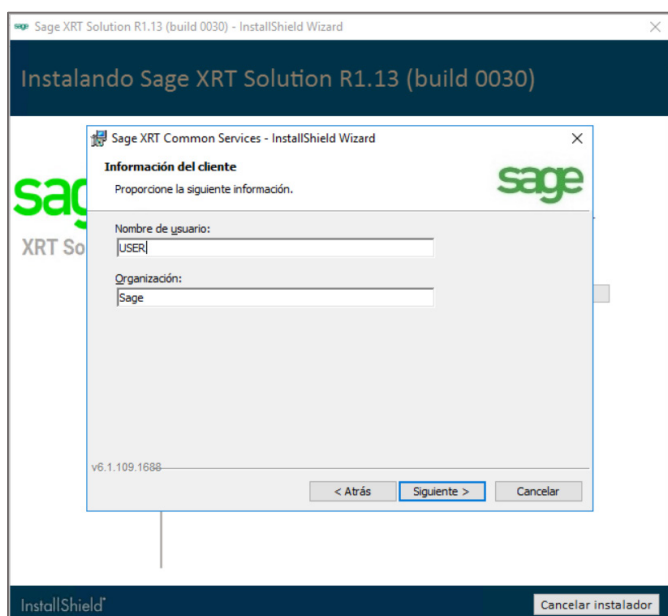 Sage XRT Solution R1.13 (build 0030) - InstallShield Wizard
Instalando Sage XRT Solution R1.13 (build 0030)
Sage XRT Common Services - InstallShield Wizard
Información del cliente
Proporcione la siguiente información.
sage
sag
XRT So
Nombre de usuario:
USER
Organización:
Sage
v6.1.109.1688
< Atrás
Siguiente >
Cancelar
InstallShield
Cancelar instalador